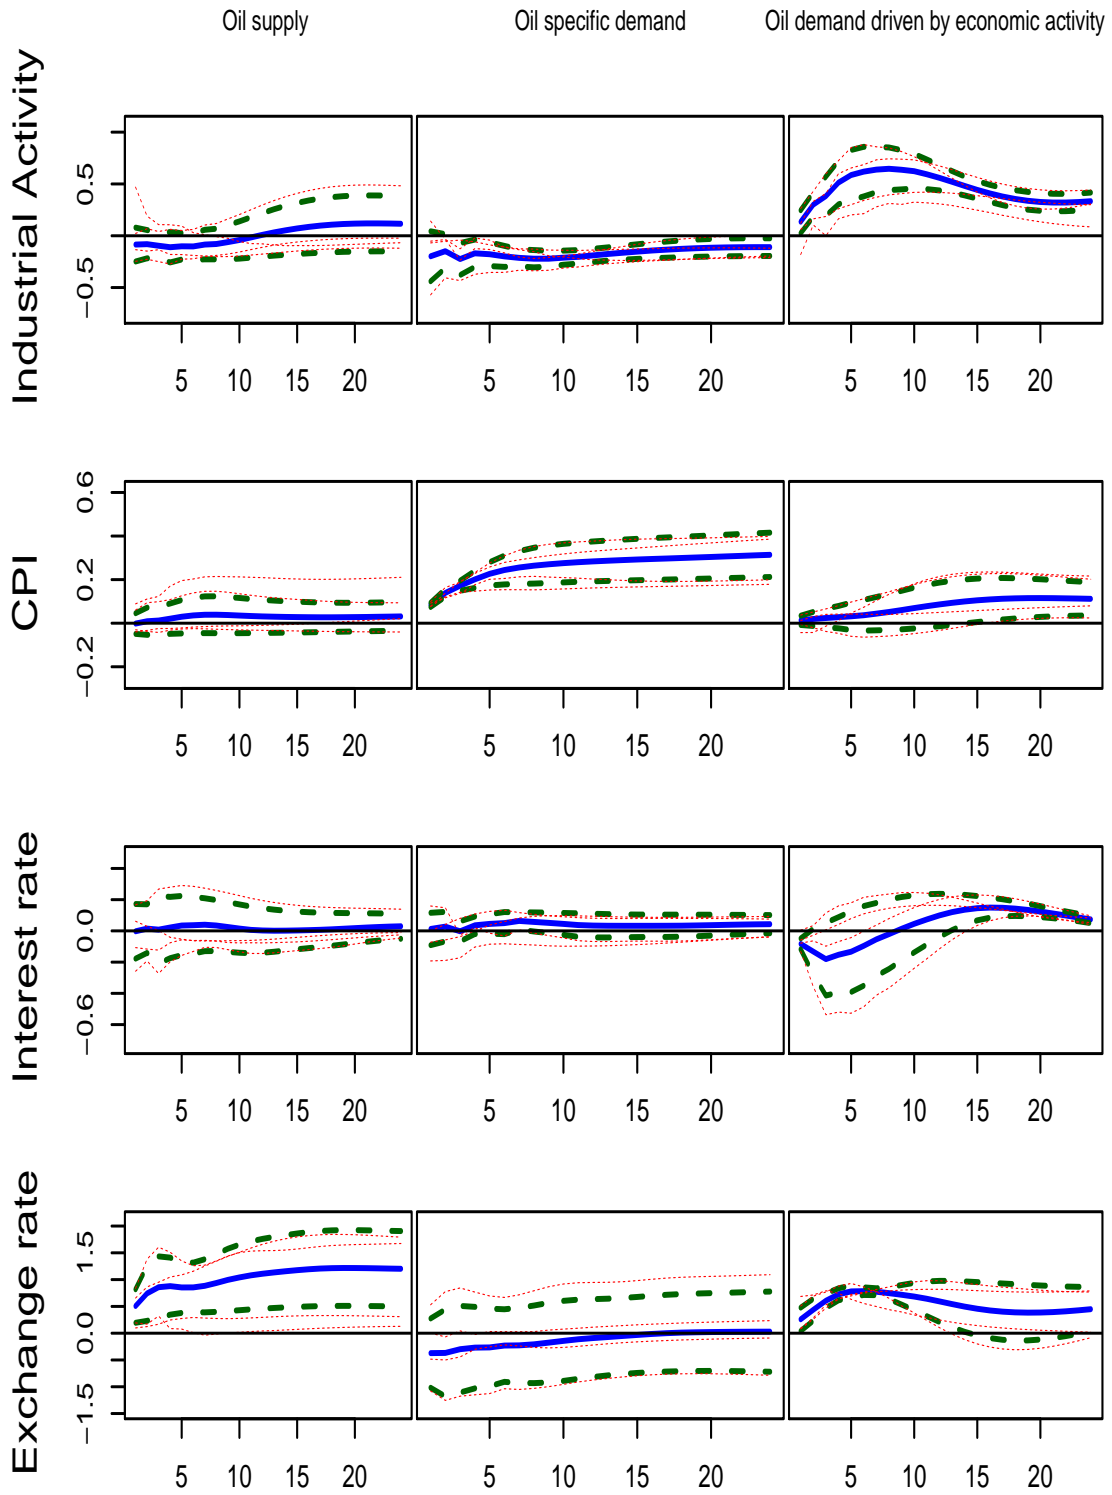 Oil supply Oil specific demand Oil demand driven by economic activity
Industrial Activity
0.5
−0.5
5 10 15 20 5 10 15 20 5 10 15 20
CPI
0.6
0.2
−0.2
5 10 15 20 5 10 15 20 5 10 15 20
Interest rate
0.0
−0.6
5 10 15 20 5 10 15 20 5 10 15 20
Exchange rate
1.5
0.0
−1.5
5 10 15 20 5 10 15 20 5 10 15 20